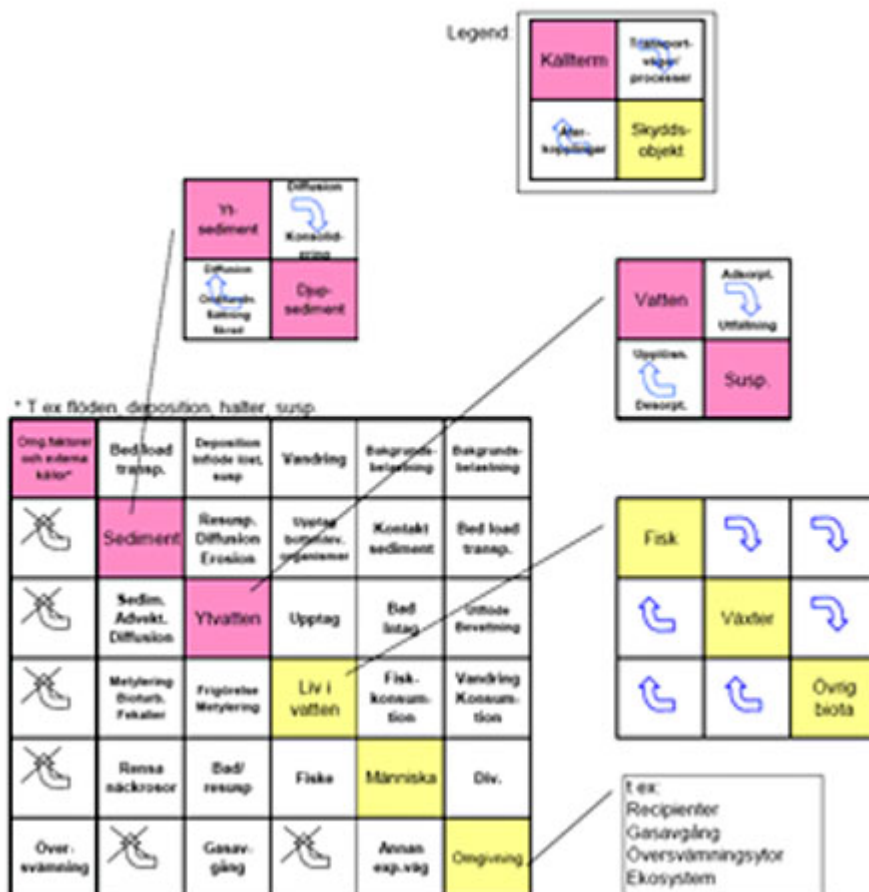 Legend:
Källterm
Transport-
vägar/
processer
Åter-
kopplingar
Skydds-
objekt
Yt-
sediment
Diffusion
Konsolid-
ering
Diffusion
Djup-
sediment
Vatten
Adsorpt.
Utfällning
Upplösn.
Desorpt.
Susp.
* T ex flöden, deposition, halter, susp.
Omg.faktorer
och externa
källor*
Bed load
transp.
Deposition
Inflöde löst,
susp
Vandring
Bakgrunds-
belastning
Bakgrunds-
belastning
Sediment
Resusp.
Diffusion
Erosion
Upptag
bottenlev.
organismer
Kontakt
sediment
Bed load
transp.
Sedim.
Advekt.
Diffusion
Ytvatten
Upptag
Bad
Intag
Utflöde
Bevattning
Metylering
Bioturb.
Fekalier
Frigörelse
Metylering
Liv i
vatten
Fisk-
konsum-
tion
Vandring
Konsum-
tion
Rensa
näckrosor
Bad/
resusp
Fiske
Människa
Div.
Över-
svämning
Gasav-
gång
Annan
exp.väg
Omgivning
Fisk
Växter
Övrig
biota
t ex:
Recipienter
Gasavgång
Översvämningsytor
Ekosystem